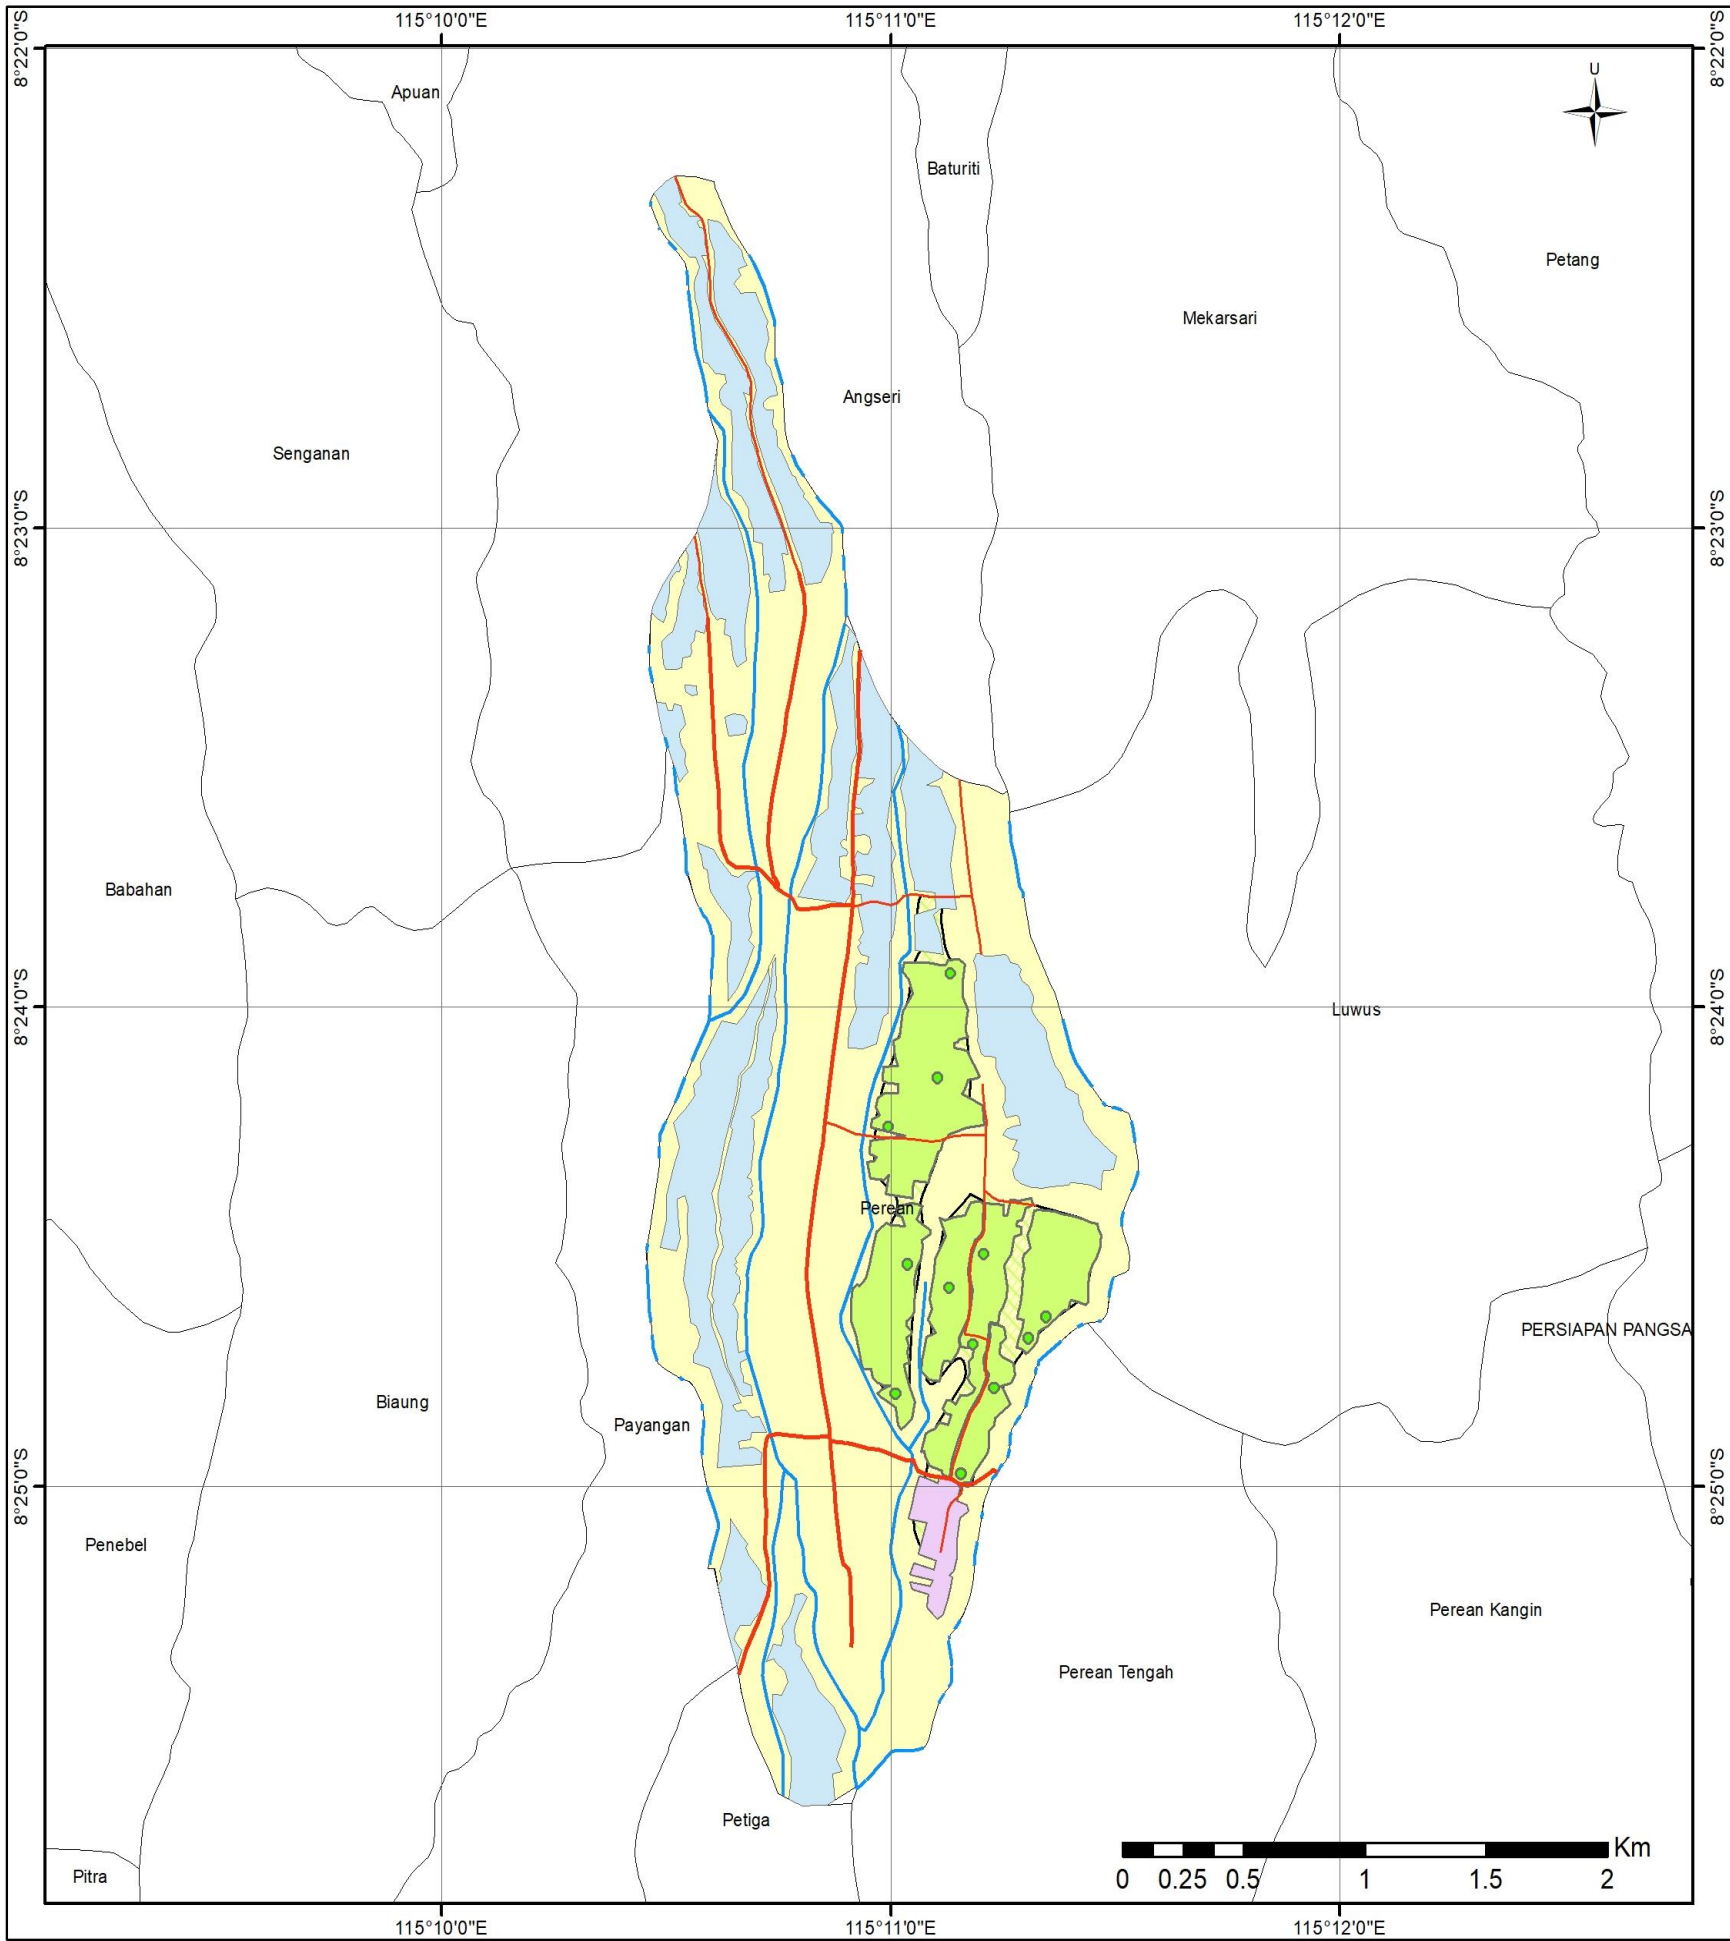 115°10'0"E
115°11'0"E
115°12'0"E
8°22'0"S
8°22'0"S
U
Apuan
Baturiti
Petang
Mekarsari
Angseri
Senganan
8°23'0"S
8°23'0"S
Babahan
8°24'0"S
8°24'0"S
Luwus
Perean
PERSIAPAN PANGSA
Biaung
Payangan
8°25'0"S
8°25'0"S
Penebel
Perean Kangin
Perean Tengah
Petiga
Pitra
Km
0 0.25 0.5 1 1.5 2
115°10'0"E
115°11'0"E
115°12'0"E